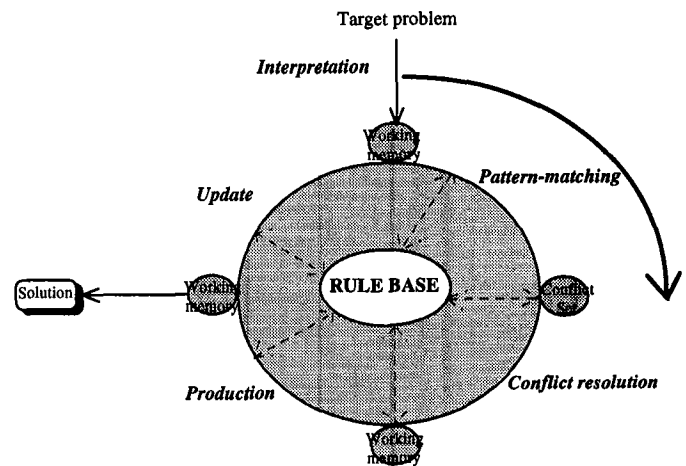 Target problem
Interpretation
Working
memory
Pattern-matching
Update
RULE BASE
Solution
Working
memory
Conflict
Set
Production
Conflict resolution
Working
memory